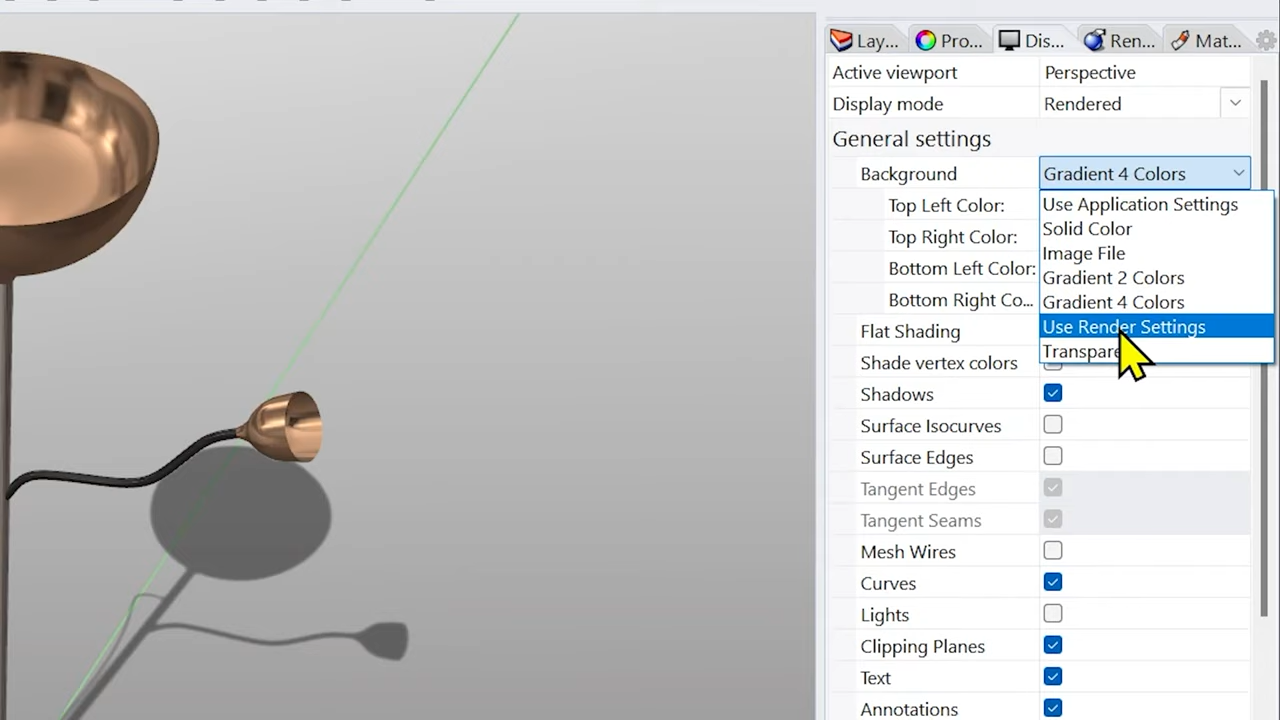 Lay... Pro... Dis... Ren... Mat...
Active viewport Perspective
Display mode Rendered
General settings
Background Gradient 4 Colors
Top Left Color: Use Application Settings
Solid Color
Top Right Color: Image File
Bottom Left Color: Gradient 2 Colors
Bottom Right Co... Gradient 4 Colors
Flat Shading Use Render Settings
Shade vertex colors Transpare
Shadows
Surface Isocurves
Surface Edges
Tangent Edges
Tangent Seams
Mesh Wires
Curves
Lights
Clipping Planes
Text
Annotations